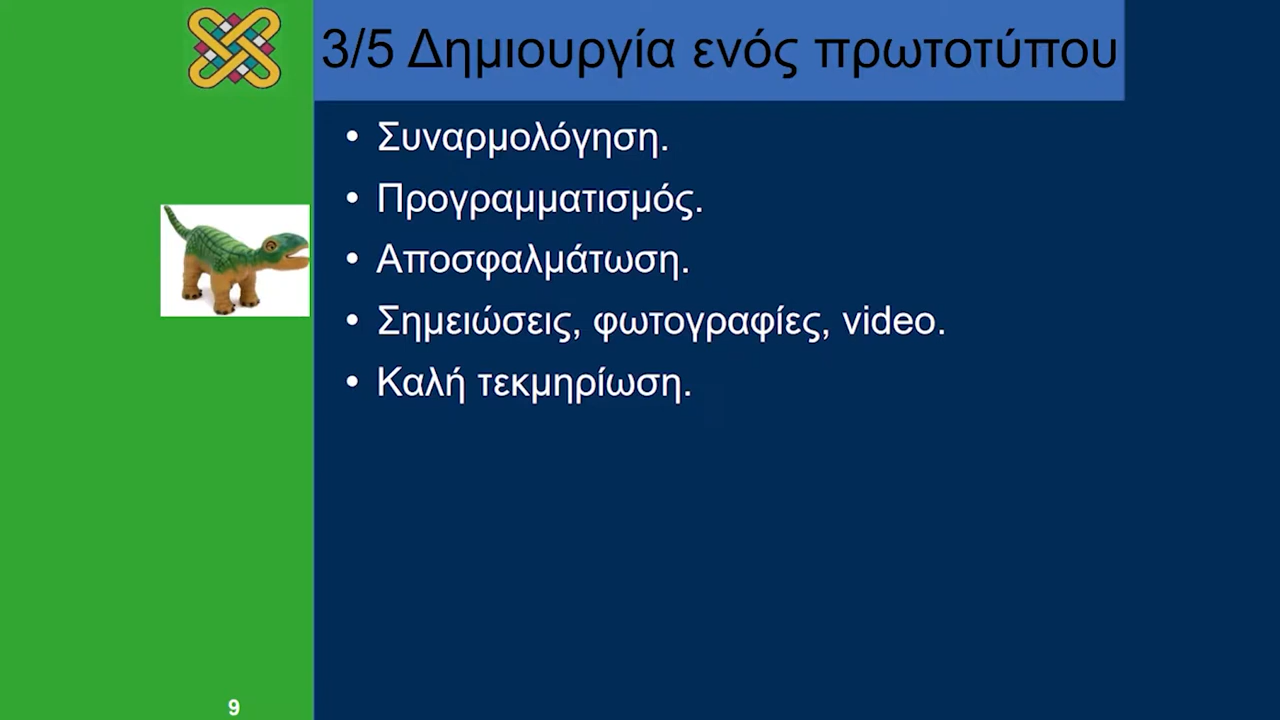 3/5 Δημιουργία ενός πρωτοτύπου
• Συναρμολόγηση.
• Προγραμματισμός.
• Αποσφαλμάτωση.
• Σημειώσεις, φωτογραφίες, video.
• Καλή τεκμηρίωση.
9